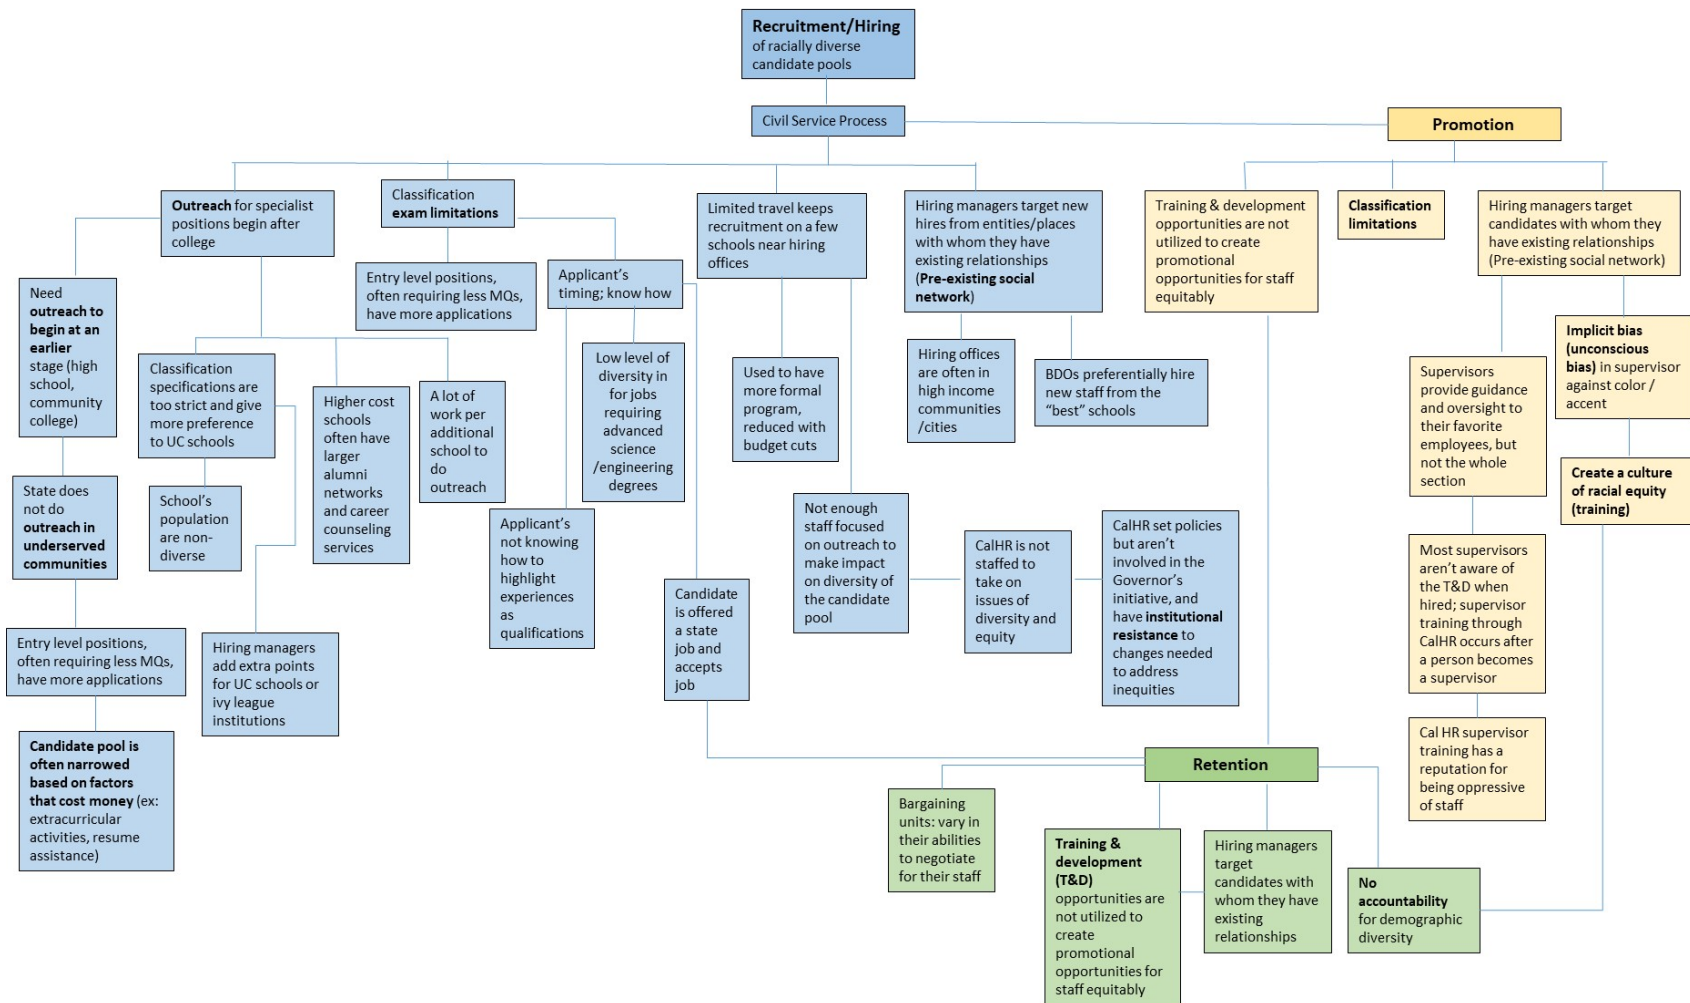 Recruitment/Hiring
of racially diverse
candidate pools
Civil Service Process
Promotion
Outreach for specialist
positions begin after
college
Classification
exam limitations
Limited travel keeps
recruitment on a few
schools near hiring
offices
Hiring managers target new
hires from entities/places
with whom they have
existing relationships
(Pre-existing social
network)
Training & development
opportunities are not
utilized to create
promotional
opportunities for staff
equitably
Classification
limitations
Hiring managers target
candidates with whom they
have existing relationships
(Pre-existing social network)
Need
outreach to
begin at an
earlier
stage (high
school,
community
college)
Entry level positions,
often requiring less MQs,
have more applications
Applicant's
timing; know how
Classification
specifications are
too strict and give
more preference
to UC schools
Higher cost
schools
often have
larger
alumni
networks
and career
counseling
services
A lot of
work per
additional
school to
do
outreach
Low level of
diversity in
for jobs
requiring
advanced
science
/engineering
degrees
Used to have
more formal
program,
reduced with
budget cuts
Hiring offices
are often in
high income
communities
/cities
BDOs preferentially hire
new staff from the
“best” schools
Supervisors
provide guidance
and oversight to
their favorite
employees, but
not the whole
section
Implicit bias
(unconscious
bias) in supervisor
against color /
accent
State does
not do
outreach in
underserved
communities
School's
population
are non-
diverse
Applicant's
not knowing
how to
highlight
experiences
as
qualifications
Candidate
is offered
a state
job and
accepts
job
Not enough
staff focused
on outreach to
make impact
on diversity of
the candidate
pool
CalHR is not
staffed to
take on
issues of
diversity and
equity
CalHR set policies
but aren't
involved in the
Governor's
initiative, and
have institutional
resistance to
changes needed
to address
inequities
Create a culture
of racial equity
(training)
Most supervisors
aren't aware of
the T&D when
hired; supervisor
training through
CalHR occurs after
a person becomes
a supervisor
Entry level positions,
often requiring less MQs,
have more applications
Hiring managers
add extra points
for UC schools or
ivy league
institutions
Candidate pool is
often narrowed
based on factors
that cost money (ex:
extracurricular
activities, resume
assistance)
Cal HR supervisor
training has a
reputation for
being oppressive
of staff
Retention
Bargaining
units: vary in
their abilities
to negotiate
for their staff
Training &
development
(T&D)
opportunities are
not utilized to
create
promotional
opportunities for
staff equitably
Hiring managers
target
candidates with
whom they have
existing
relationships
No
accountability
for demographic
diversity